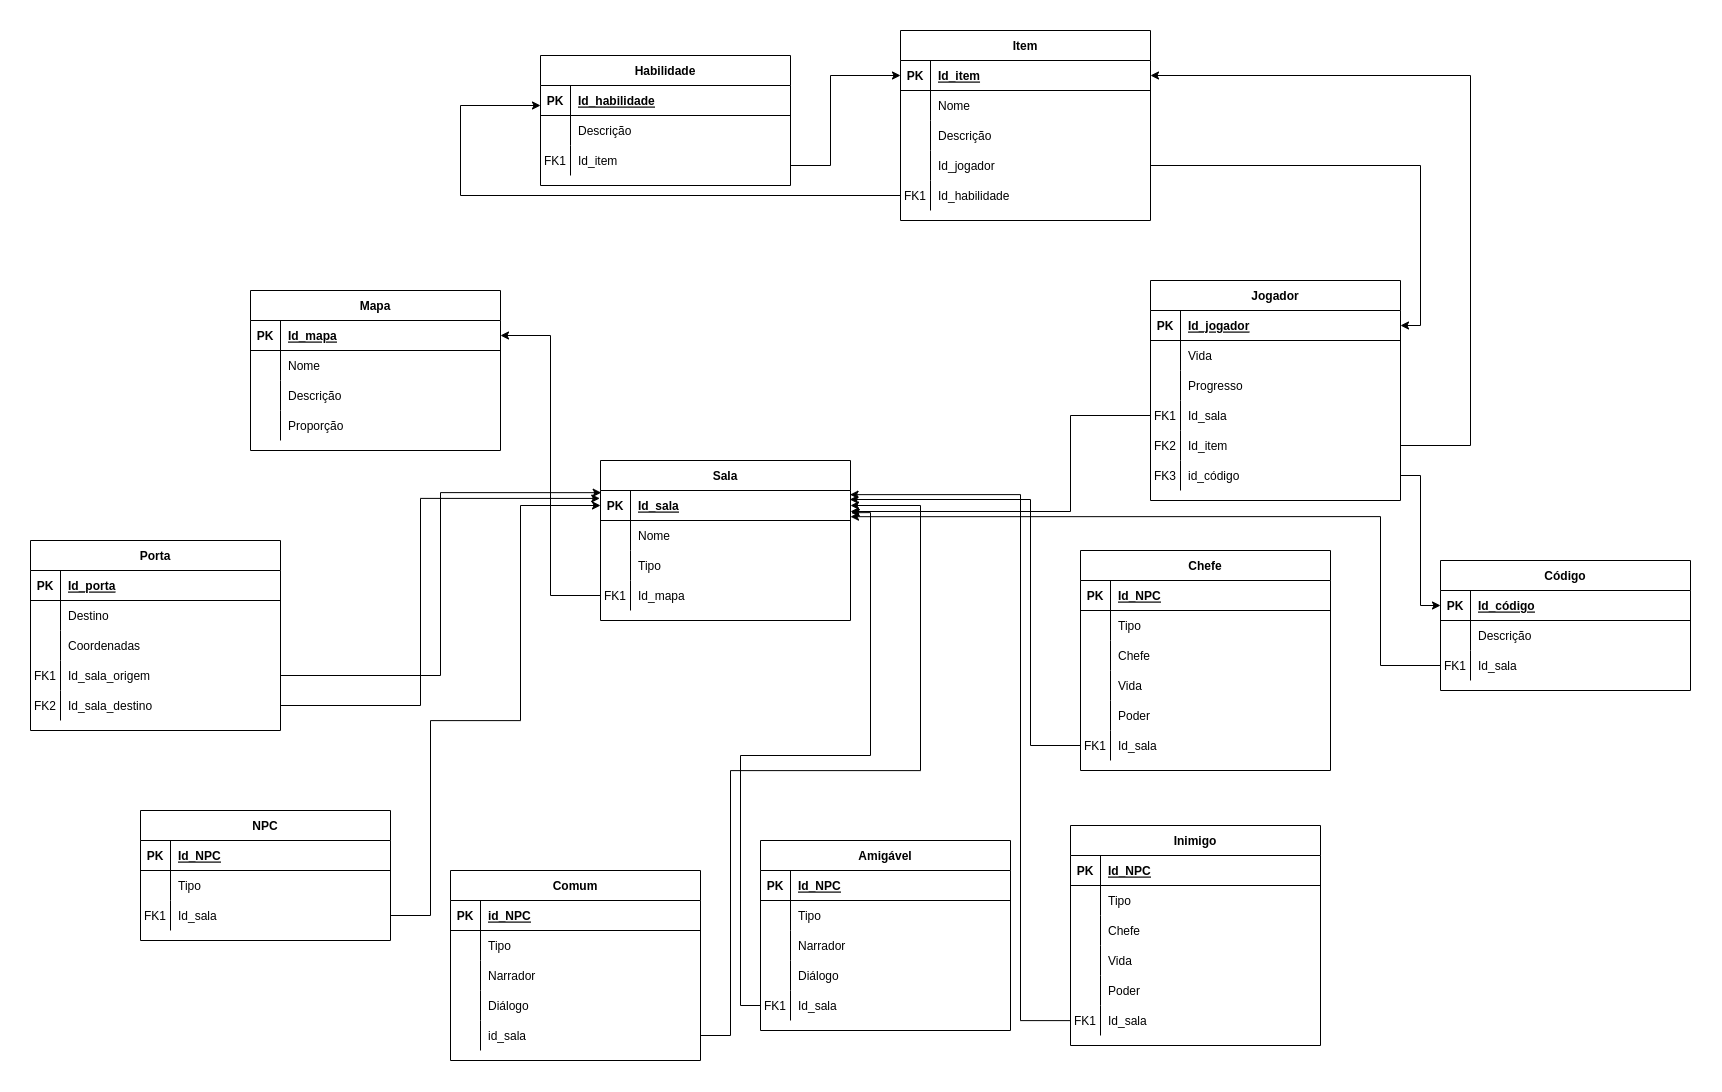 Item
PK Id_item
Nome
Descrição
Id_jogador
FK1 Id_habilidade
Habilidade
PK Id_habilidade
Descrição
FK1 Id_item
Mapa
PK Id_mapa
Nome
Descrição
Proporção
Jogador
PK Id_jogador
Vida
Progresso
FK1 Id_sala
FK2 Id_item
FK3 id_código
Sala
PK Id_sala
Nome
Tipo
FK1 Id_mapa
Porta
PK Id_porta
Destino
Coordenadas
FK1 Id_sala_origem
FK2 Id_sala_destino
Chefe
PK Id_NPC
Tipo
Chefe
Vida
Poder
FK1 Id_sala
Código
PK Id_código
Descrição
FK1 Id_sala
NPC
PK Id_NPC
Tipo
FK1 Id_sala
Comum
PK id_NPC
Tipo
Narrador
Diálogo
id_sala
Amigável
PK Id_NPC
Tipo
Narrador
Diálogo
FK1 Id_sala
Inimigo
PK Id_NPC
Tipo
Chefe
Vida
Poder
FK1 Id_sala